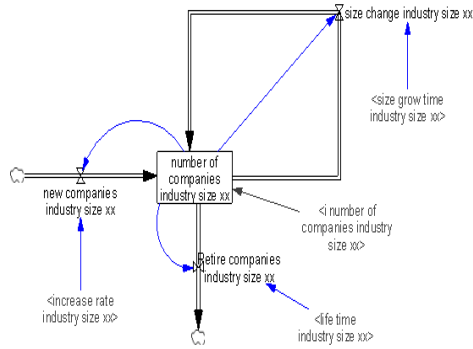 size change industry size xx
<size grow time
industry size xx>
number of
companies
industry size xx
new companies
industry size xx
<i number of
companies industry
size xx>
Retire companies
industry size xx
<increase rate
industry size xx>
<life time
industry size xx>